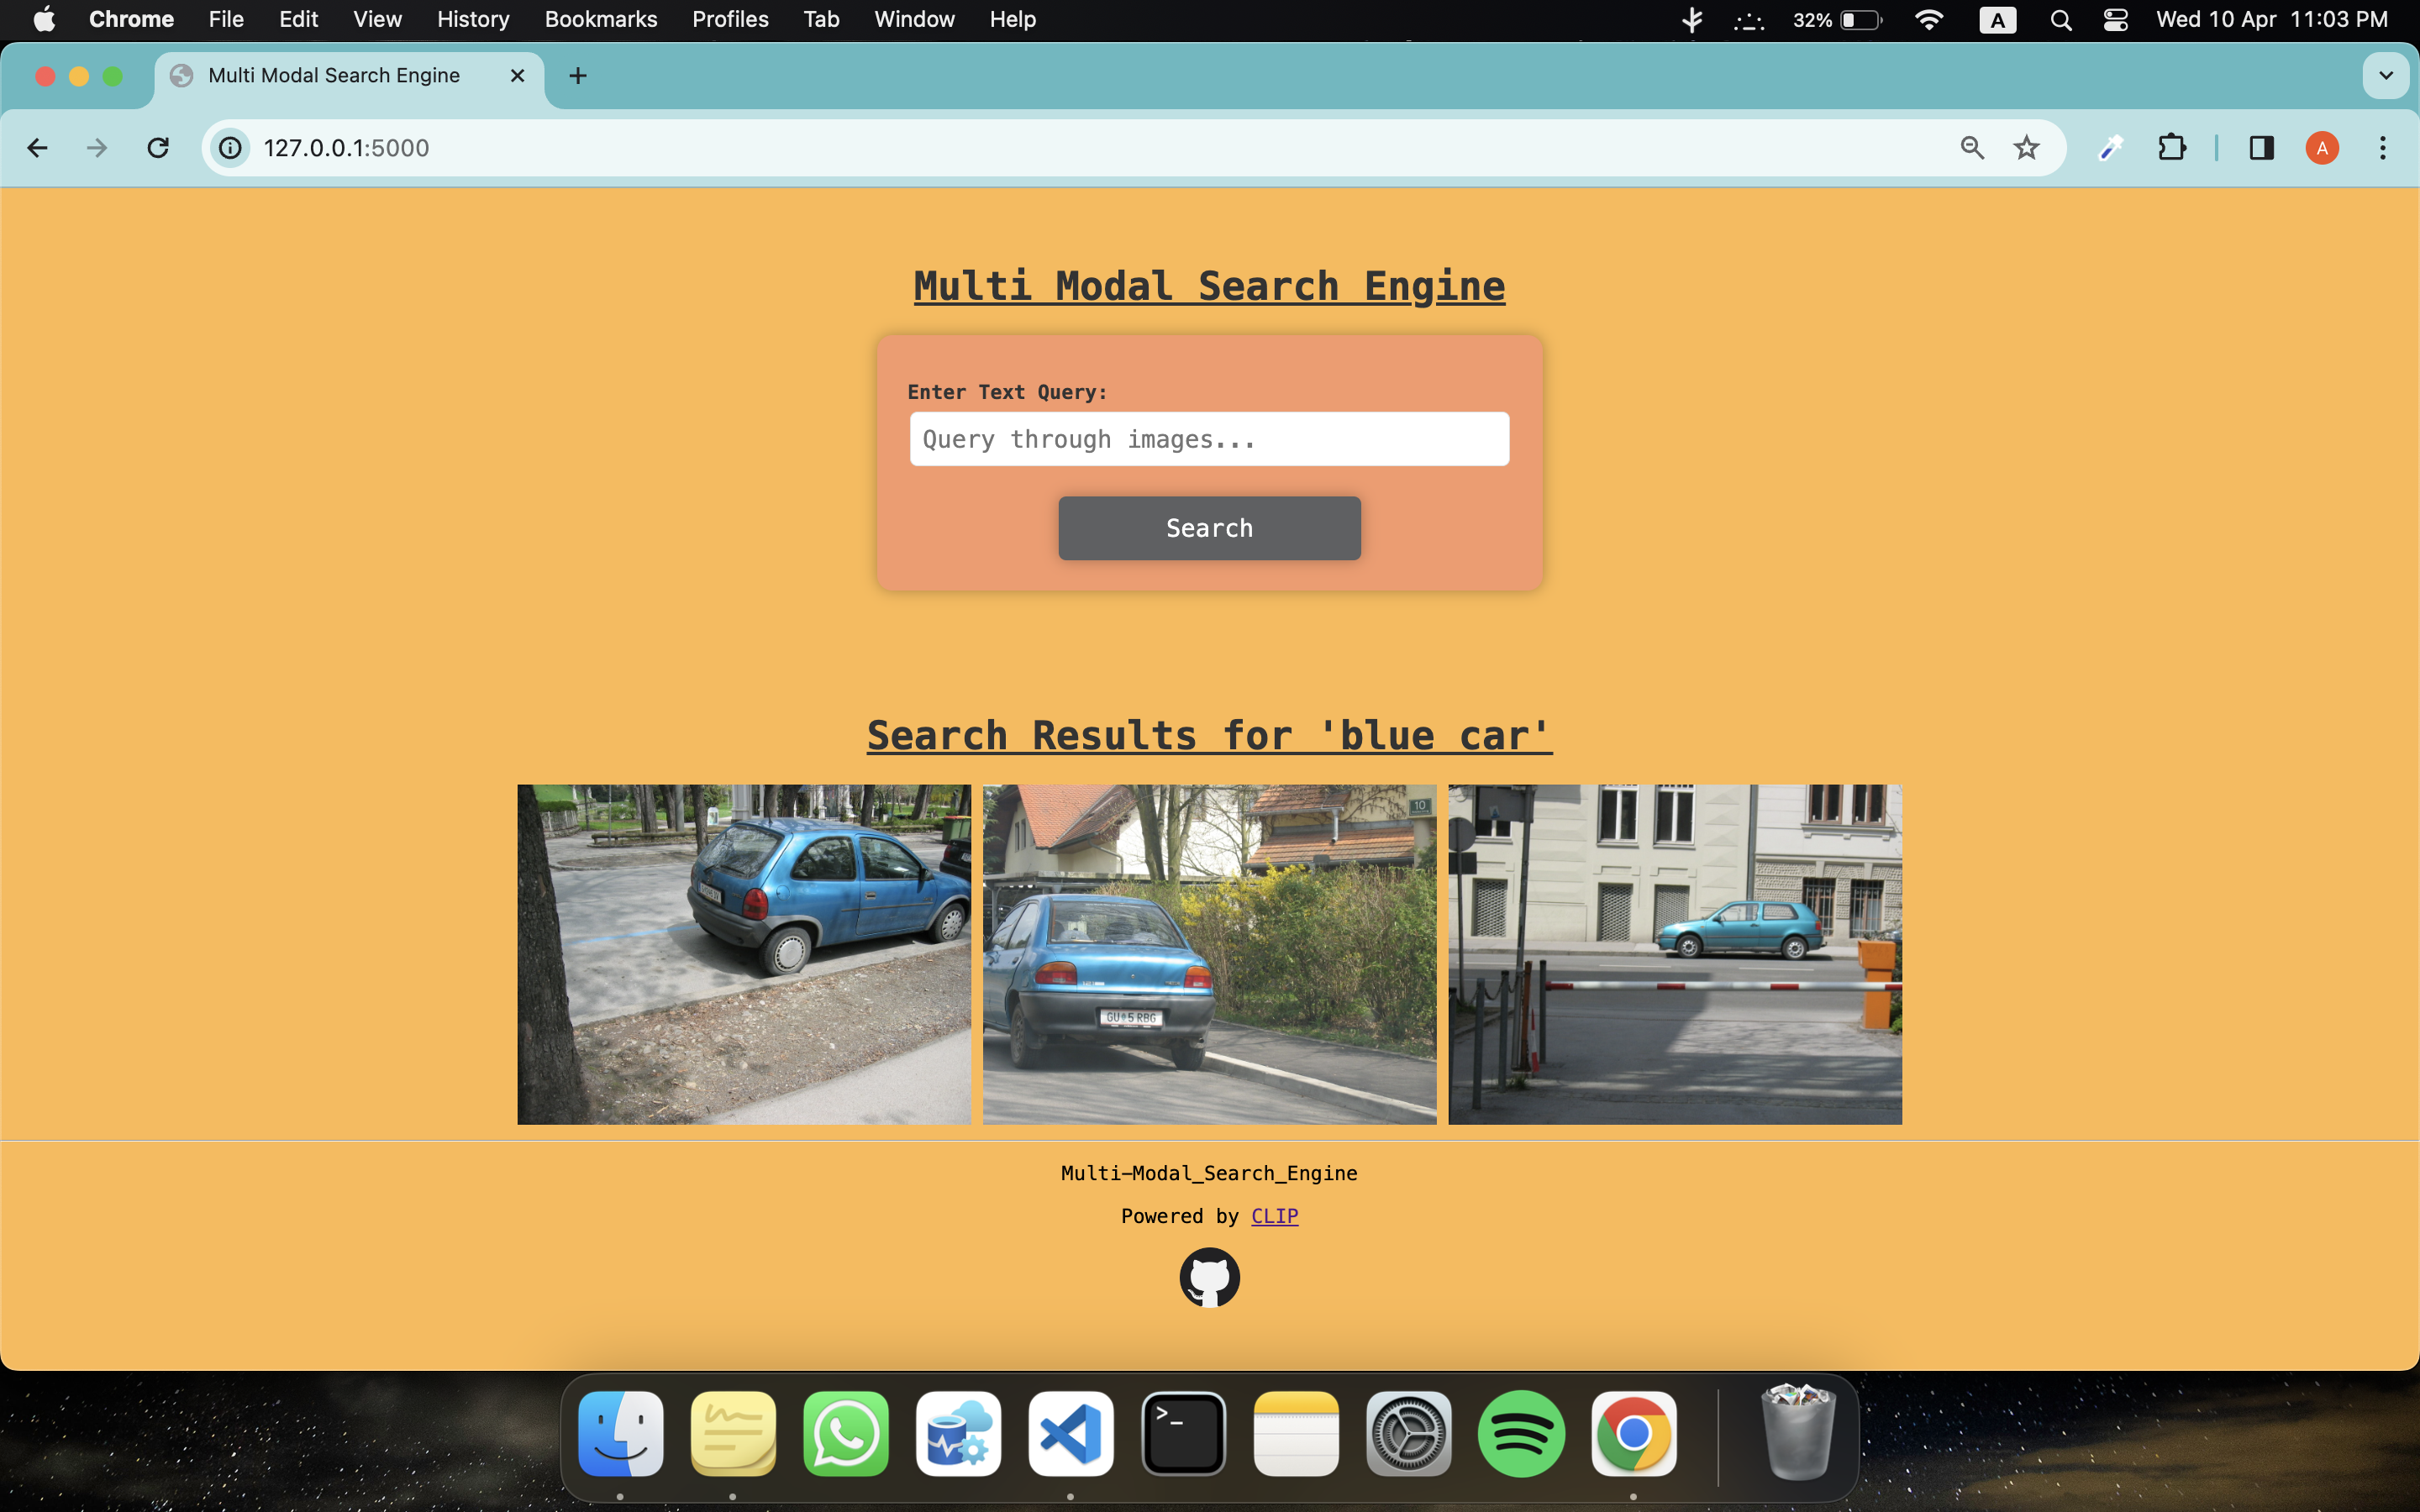 Chrome File Edit View History Bookmarks Profiles Tab Window Help 32% A Wed 10 Apr 11:03 PM
Multi Modal Search Engine
127.0.0.1:5000
A
Multi Modal Search Engine
Enter Text Query:
Query through images...
Search
Search Results for 'blue car'
10
GU 5 RBG
Multi-Modal_Search_Engine
Powered by CLIP
>_